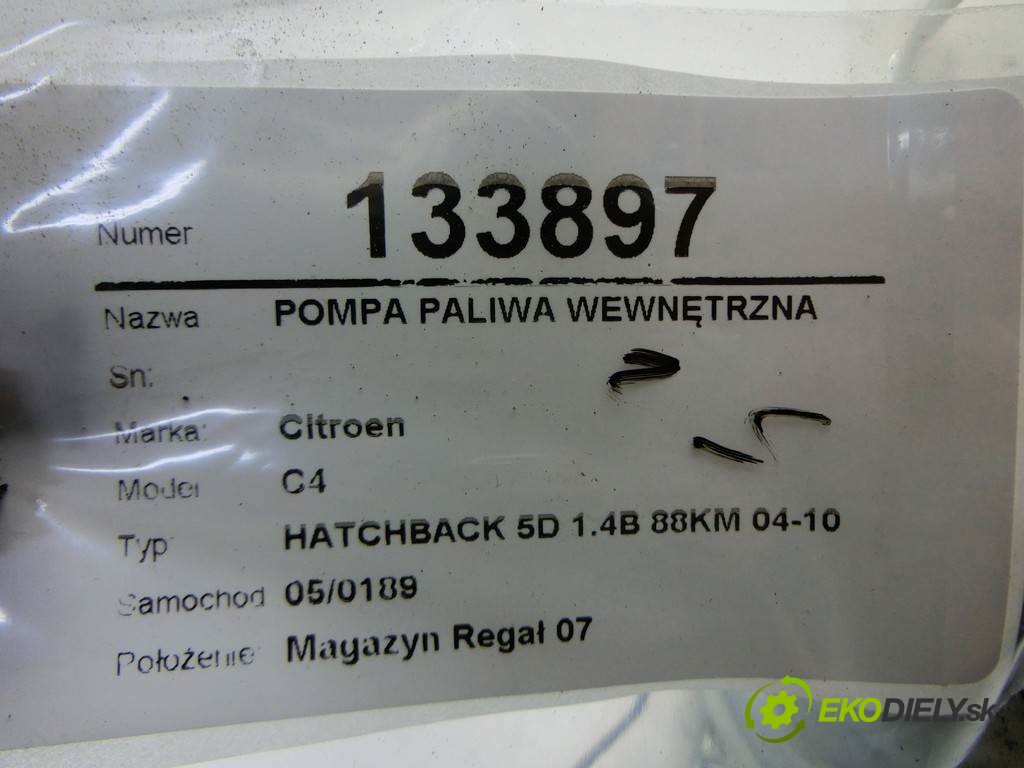 Numer 133897
Nazwa POMPA PALIWA WEWNĘTRZNA
Sn:
Marka: Citroen
Model C4
Typ HATCHBACK 5D 1.4B 88KM 04-10
Samochod 05/0189
Położenie Magazyn Regał 07
EKODIELY.sk